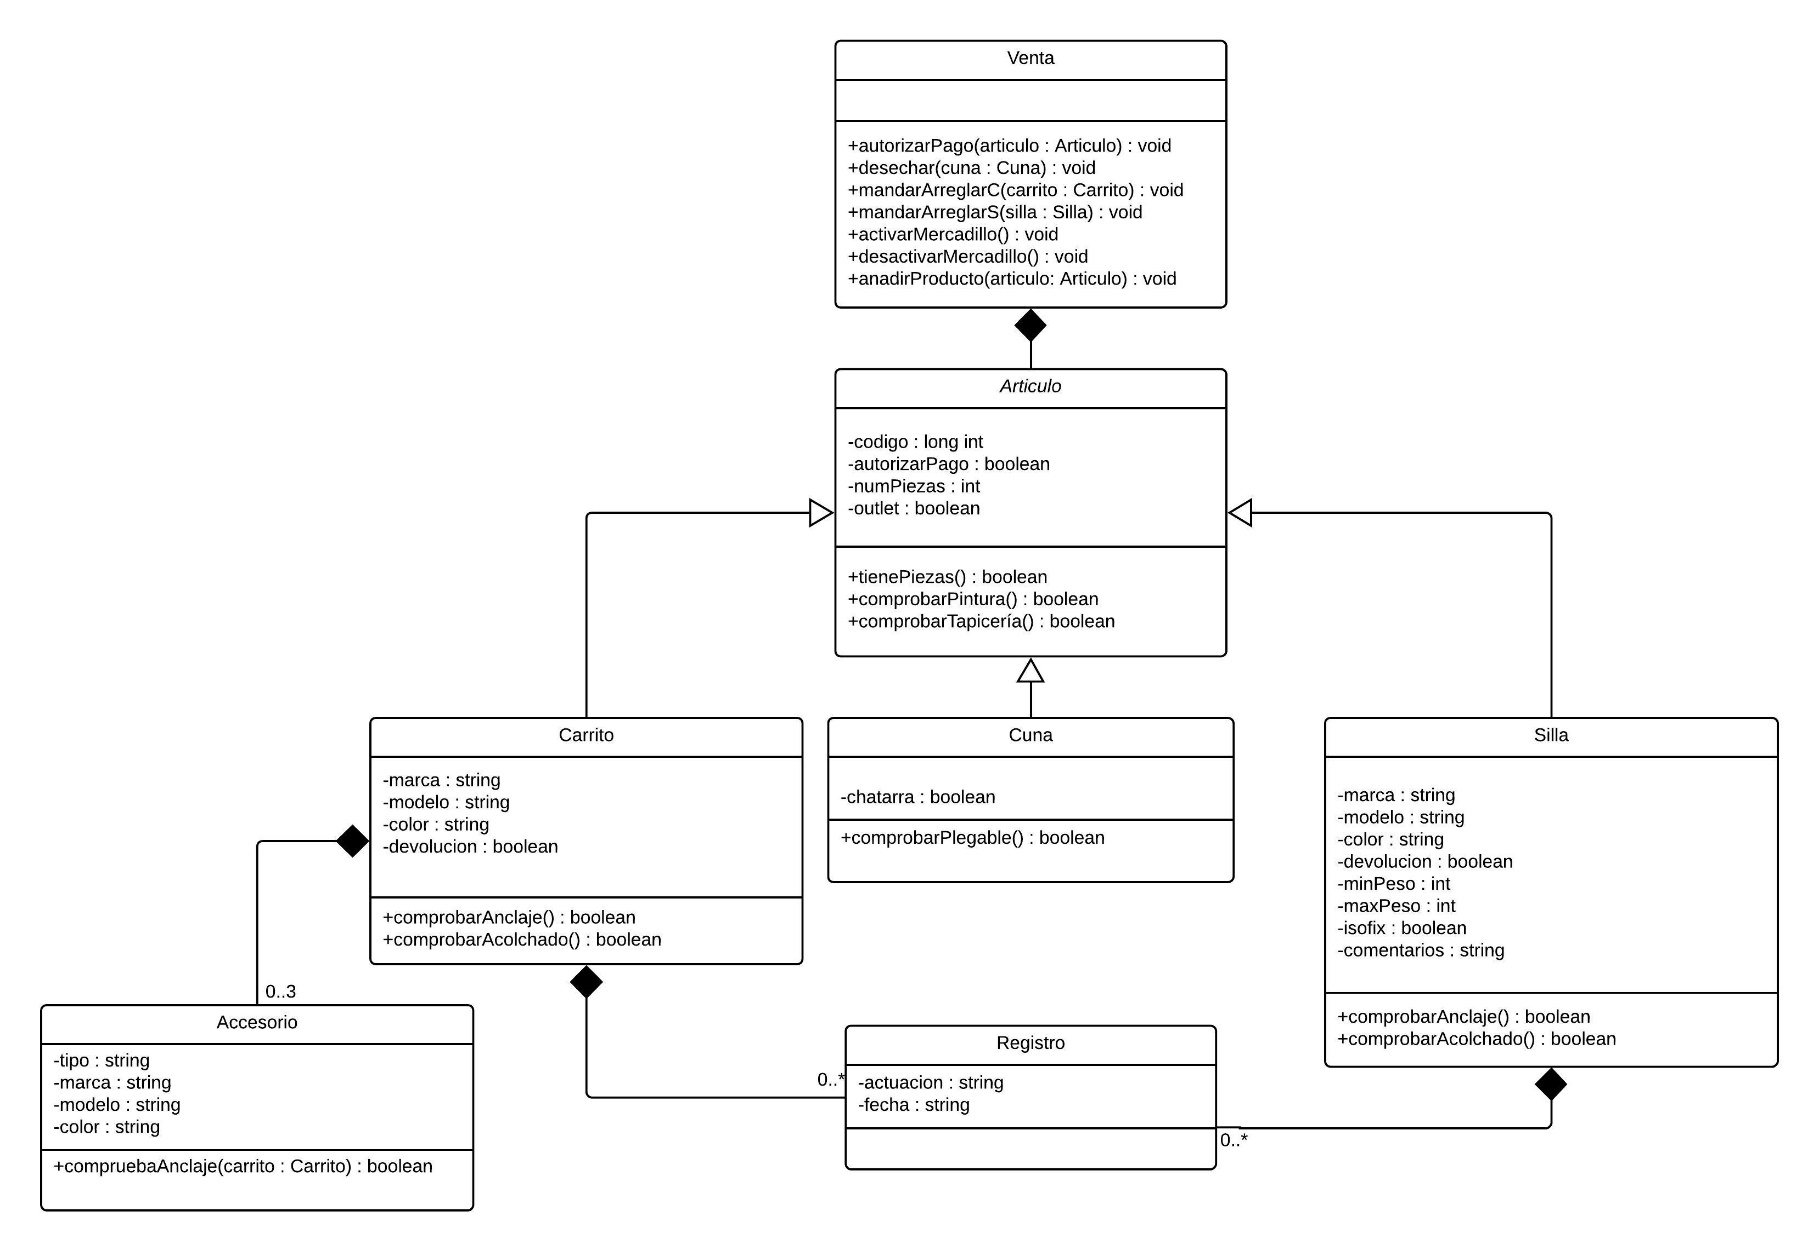 Venta
+autorizarPago(articulo : Articulo) : void
+desechar(cuna : Cuna) : void
+mandarArreglarC(carrito : Carrito) : void
+mandarArreglarS(silla : Silla) : void
+activarMercadillo() : void
+desactivarMercadillo() : void
+anadirProducto(articulo: Articulo) : void
Articulo
-codigo : long int
-autorizarPago : boolean
-numPiezas : int
-outlet : boolean
+tienePiezas() : boolean
+comprobarPintura() : boolean
+comprobarTapicería() : boolean
Carrito
-marca : string
-modelo : string
-color : string
-devolucion : boolean
+comprobarAnclaje() : boolean
+comprobarAcolchado() : boolean
Cuna
-chatarra : boolean
+comprobarPlegable() : boolean
Silla
-marca : string
-modelo : string
-color : string
-devolucion : boolean
-minPeso : int
-maxPeso : int
-isofix : boolean
-comentarios : string
+comprobarAnclaje() : boolean
+comprobarAcolchado() : boolean
0..3
Accesorio
-tipo : string
-marca : string
-modelo : string
-color : string
+compruebaAnclaje(carrito : Carrito) : boolean
0..*
Registro
-actuacion : string
-fecha : string
0..*